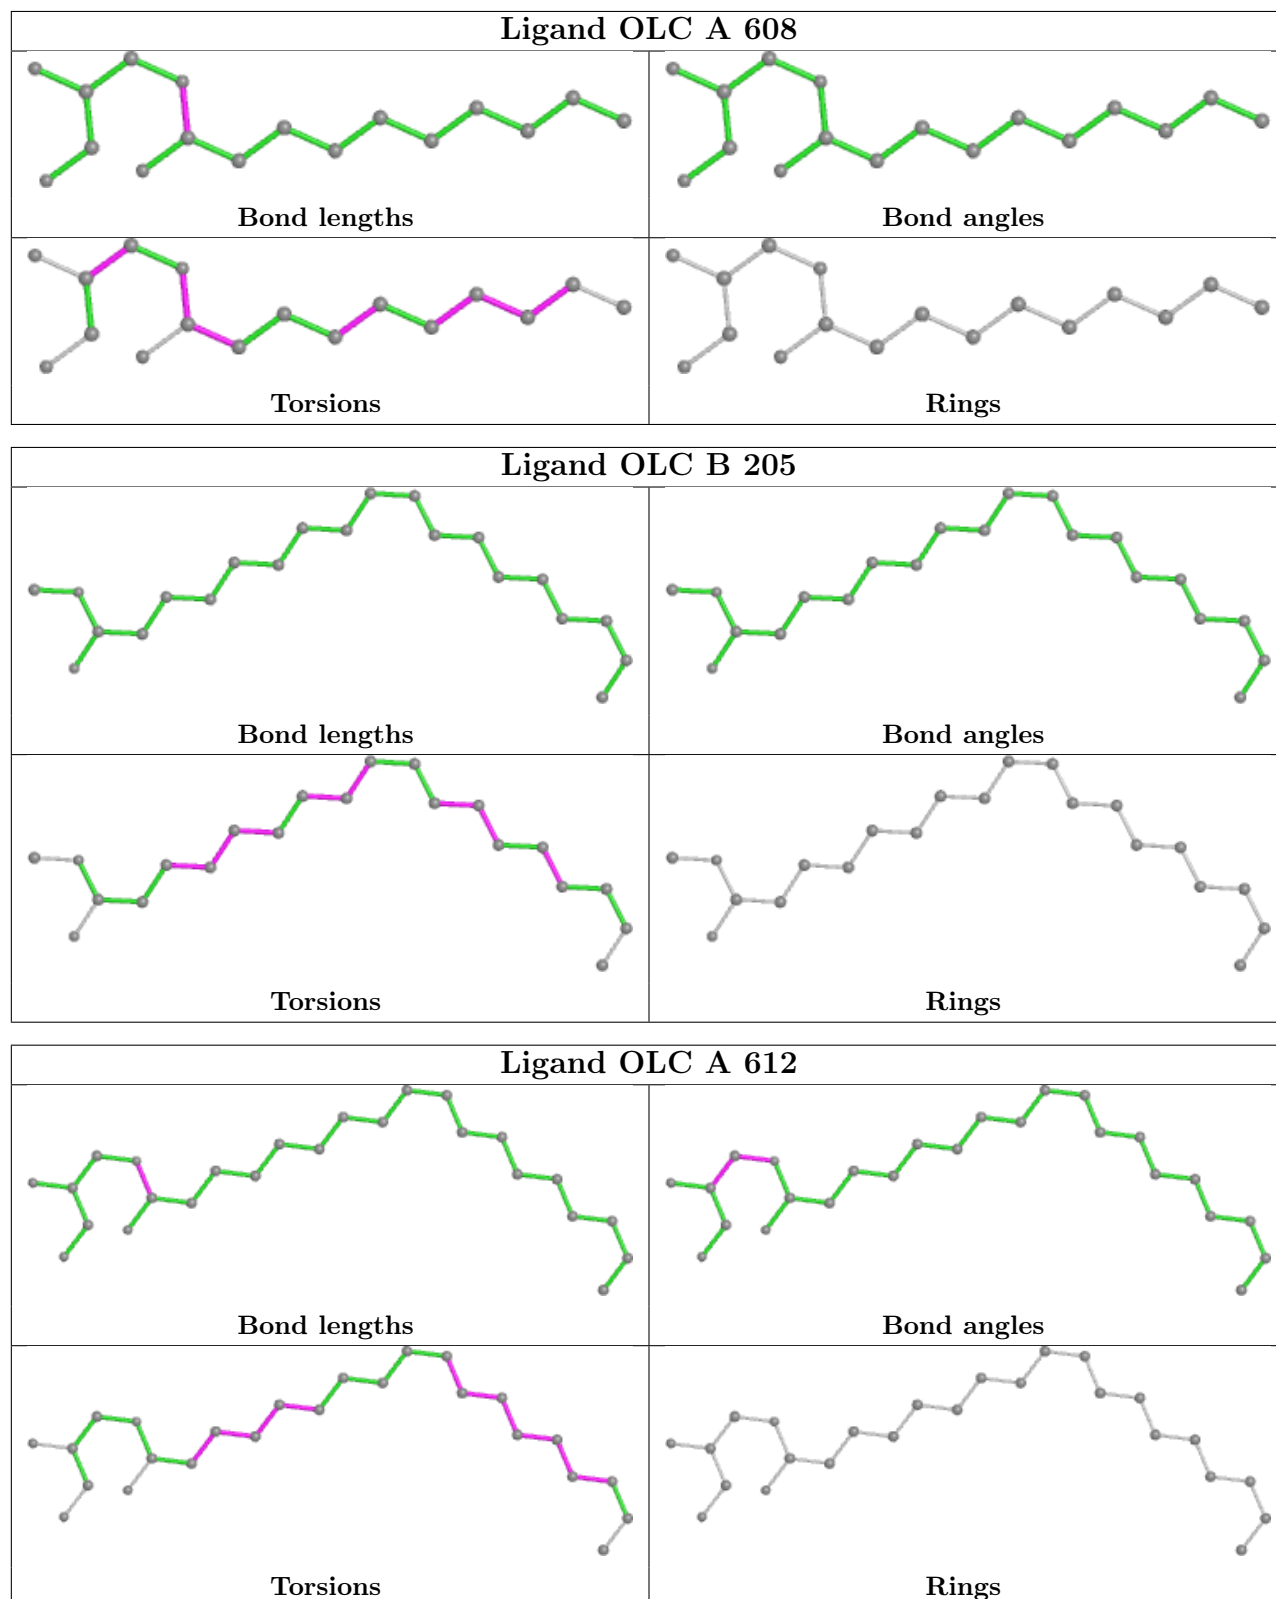 Ligand OLC A 608
Bond lengths
Bond angles
Torsions
Rings
Ligand OLC B 205
Bond lengths
Bond angles
Torsions
Rings
Ligand OLC A 612
Bond lengths
Bond angles
Torsions
Rings